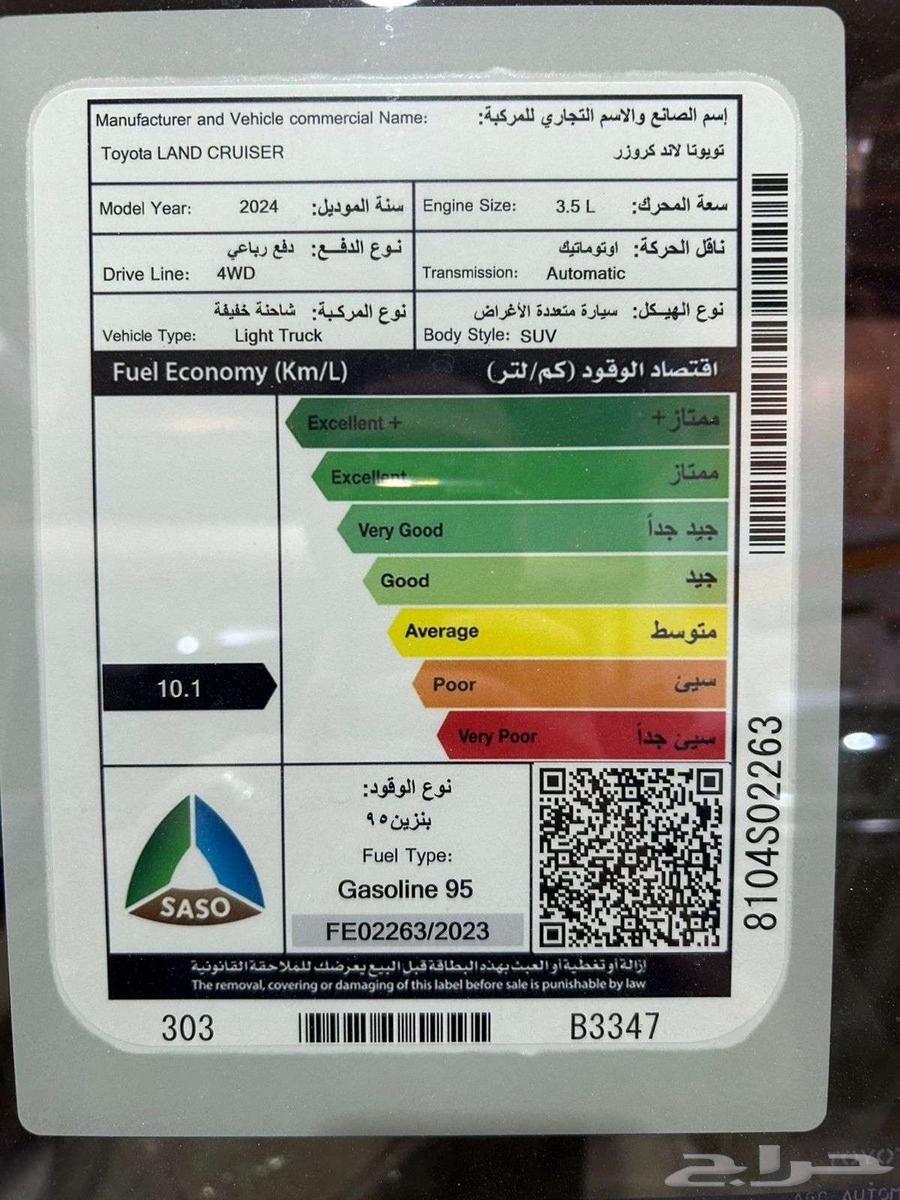 Manufacturer and Vehicle commercial Name: إسم الصانع والاسم التجاري للمركبة:
Toyota LAND CRUISER تويوتا لاند كروزر
Model Year: 2024 سنة الموديل:
Engine Size: 3.5 L سعة المحرك:
نوع الدفع: دفع رباعي
Drive Line: 4WD
ناقل الحركة: اوتوماتيك
Transmission: Automatic
نوع المركبة: شاحنة خفيفة
Vehicle Type: Light Truck
نوع الهيكل: سيارة متعددة الأغراض
Body Style: SUV
Fuel Economy (Km/L) اقتصاد الوقود (كم/لتر)
Excellent + ممتاز +
Excellent ممتاز
Very Good جيد جداً
Good جيد
Average متوسط
10.1
Poor سيئ
Very Poor سيئ جداً
SASO
نوع الوقود:
بنزين ٩٥
Fuel Type:
Gasoline 95
FE02263/2023
8104S02263
إزالة أو تغطية أو العبث بهذه البطاقة قبل البيع يعرضك للملاحقة القانونية
The removal, covering or damaging of this label before sale is punishable by law
303 B3347
حراج